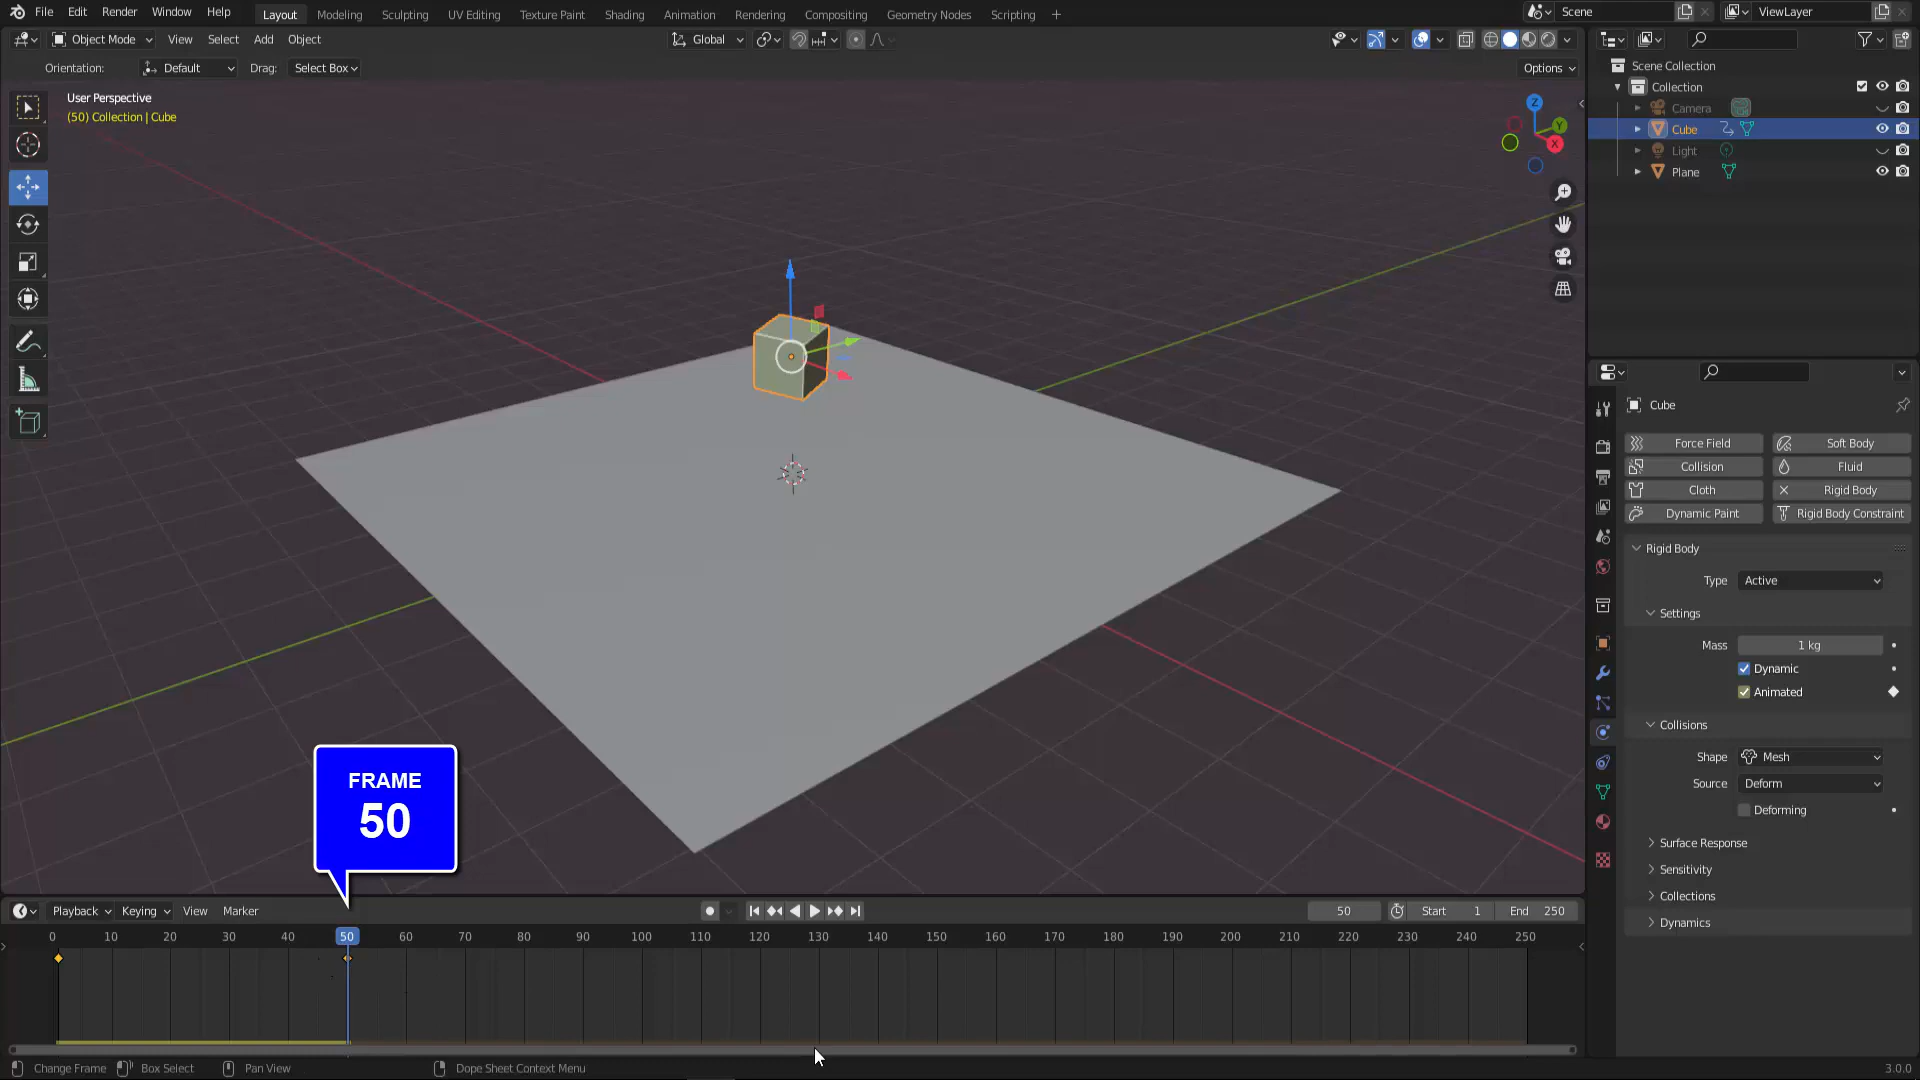 File Edit Render Window Help Layout Modeling Sculpting UV Editing Texture Paint Shading Animation Rendering Compositing Geometry Nodes Scripting + Scene ViewLayer
Object Mode View Select Add Object Global
Orientation: Default Drag: Select Box Options
User Perspective
(50) Collection | Cube
Z
Y
X
Scene Collection
Collection
Camera
Cube
Light
Plane
Cube
Force Field Soft Body
Collision Fluid
Cloth Rigid Body
Dynamic Paint Rigid Body Constraint
Rigid Body
Type Active
Settings
Mass 1 kg
Dynamic
Animated
Collisions
Shape Mesh
Source Deform
Deforming
Surface Response
Sensitivity
Collections
Dynamics
FRAME
50
Playback Keying View Marker 50 Start 1 End 250
0 10 20 30 40 50 60 70 80 90 100 110 120 130 140 150 160 170 180 190 200 210 220 230 240 250
Change Frame Box Select Pan View Dope Sheet Context Menu 3.0.0